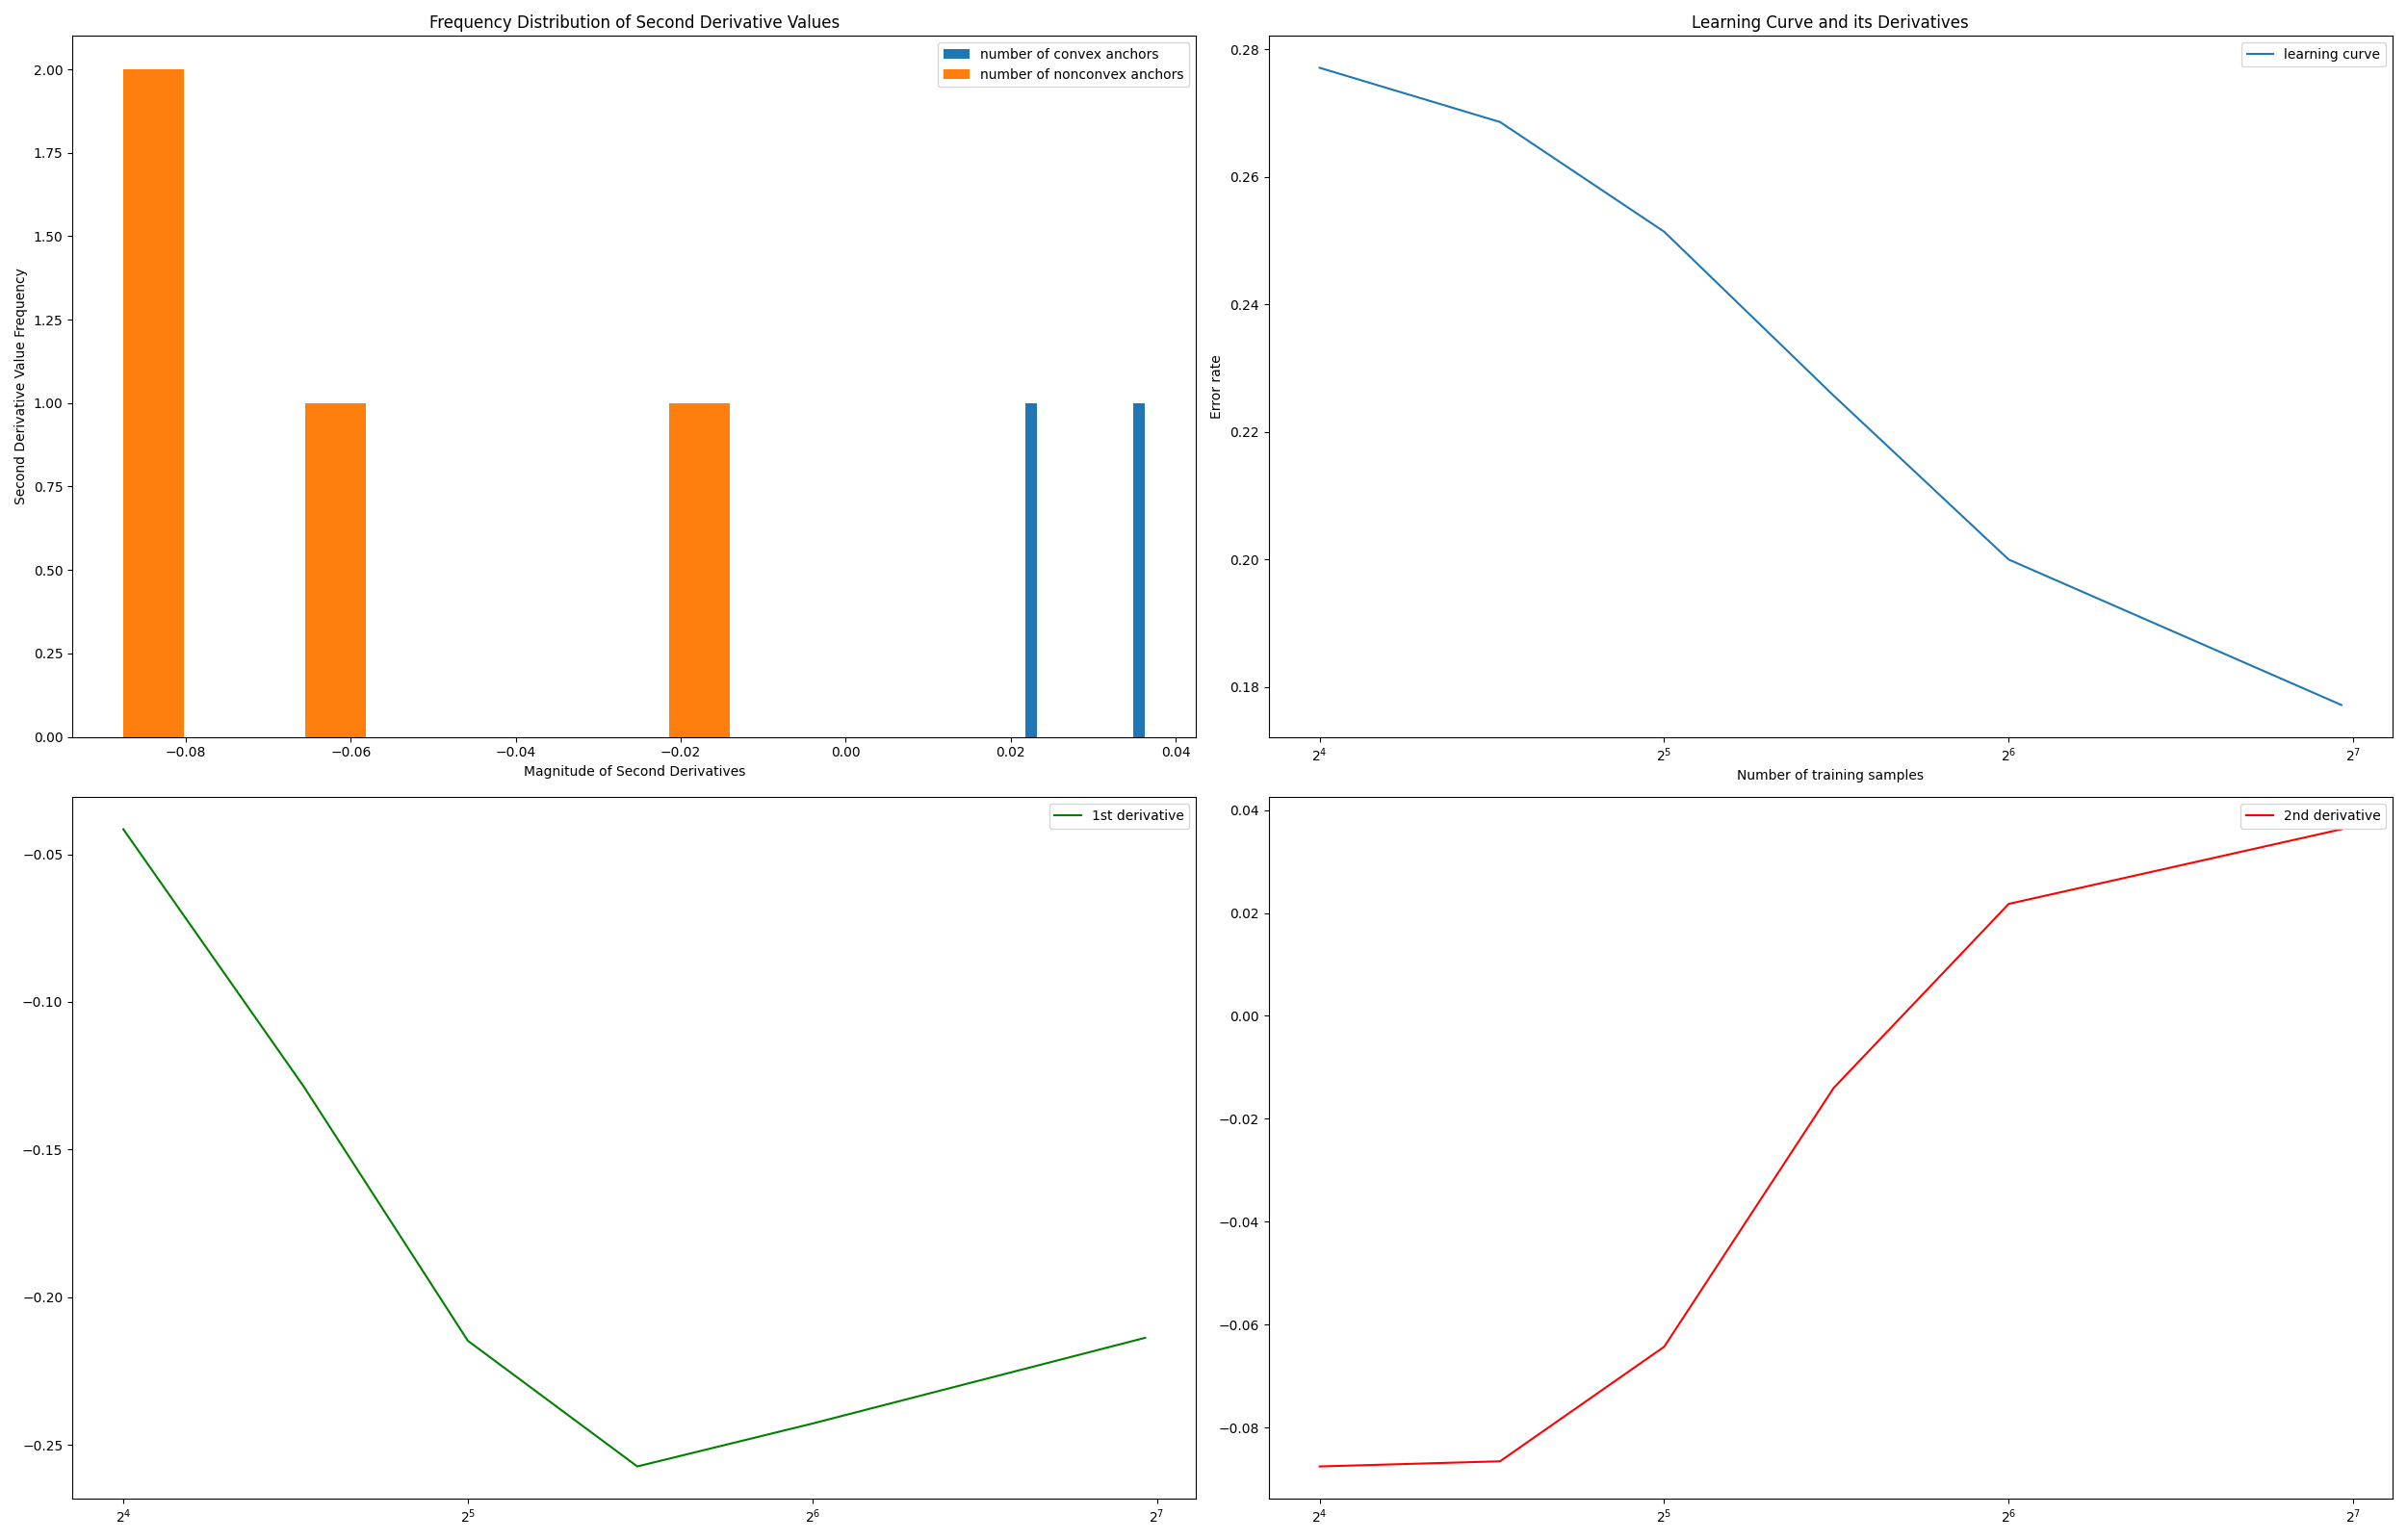 Frequency Distribution of Second Derivative Values
number of convex anchors
number of nonconvex anchors
2.00
1.75
1.50
1.25
1.00
0.75
0.50
0.25
0.00
Second Derivative Value Frequency
−0.08 −0.06 −0.04 −0.02 0.00 0.02 0.04
Magnitude of Second Derivatives
Learning Curve and its Derivatives
learning curve
0.28
0.26
0.24
0.22
0.20
0.18
Error rate
2⁴ 2⁵ 2⁶ 2⁷
Number of training samples
1st derivative
−0.05
−0.10
−0.15
−0.20
−0.25
2⁴ 2⁵ 2⁶ 2⁷
2nd derivative
0.04
0.02
0.00
−0.02
−0.04
−0.06
−0.08
2⁴ 2⁵ 2⁶ 2⁷